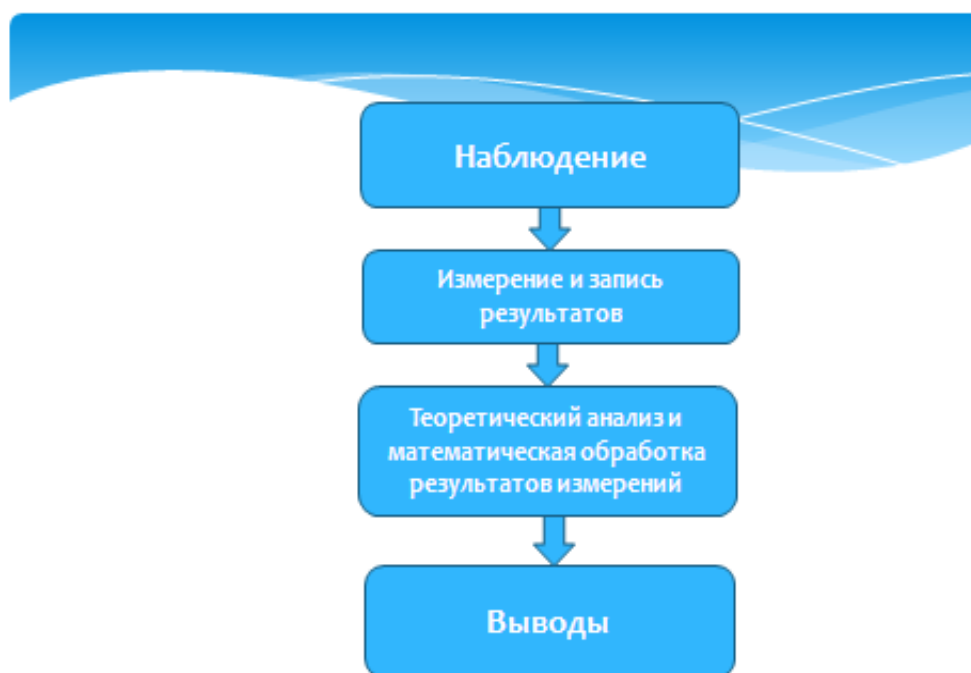 Наблюдение
Измерение и запись
результатов
Теоретический анализ и
математическая обработка
результатов измерений
Выводы